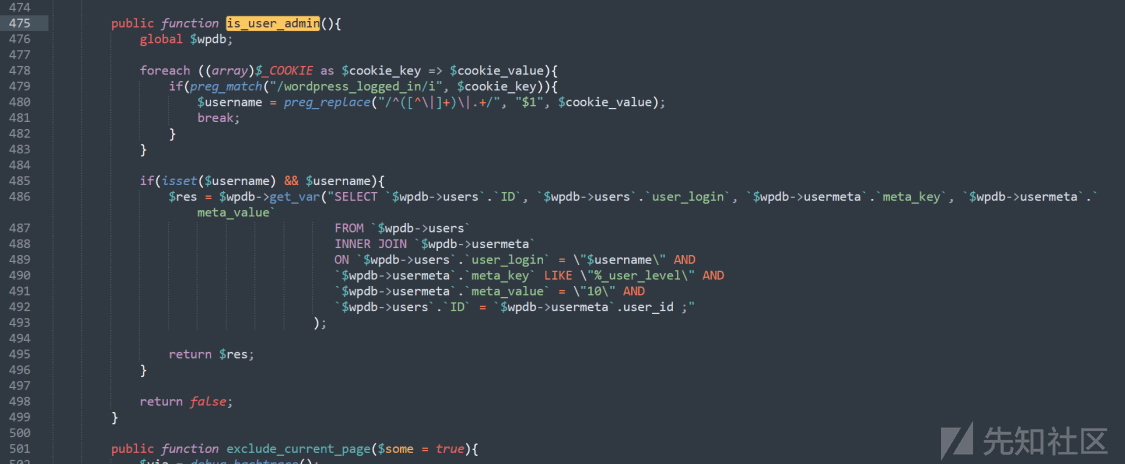 474
475 public function is_user_admin(){
476 global $wpdb;
477
478 foreach ((array)$_COOKIE as $cookie_key => $cookie_value){
479 if(preg_match("/wordpress_logged_in/i", $cookie_key)){
480 $username = preg_replace("/^([^\|]+)\|.+/", "$1", $cookie_value);
481 break;
482 }
483 }
484
485 if(isset($username) && $username){
486 $res = $wpdb->get_var("SELECT `$wpdb->users`.`ID`, `$wpdb->users`.`user_login`, `$wpdb->usermeta`.`meta_key`, `$wpdb->usermeta`.`
meta_value`
487 FROM `$wpdb->users`
488 INNER JOIN `$wpdb->usermeta`
489 ON `$wpdb->users`.`user_login` = \"$username\" AND
490 `$wpdb->usermeta`.`meta_key` LIKE \"%_user_level\" AND
491 `$wpdb->usermeta`.`meta_value` = \"10\" AND
492 `$wpdb->users`.`ID` = `$wpdb->usermeta`.user_id ;"
493 );
494
495 return $res;
496 }
497
498 return false;
499 }
500
501 public function exclude_current_page($some = true){
502 $via = debug_backtrace();
先知社区